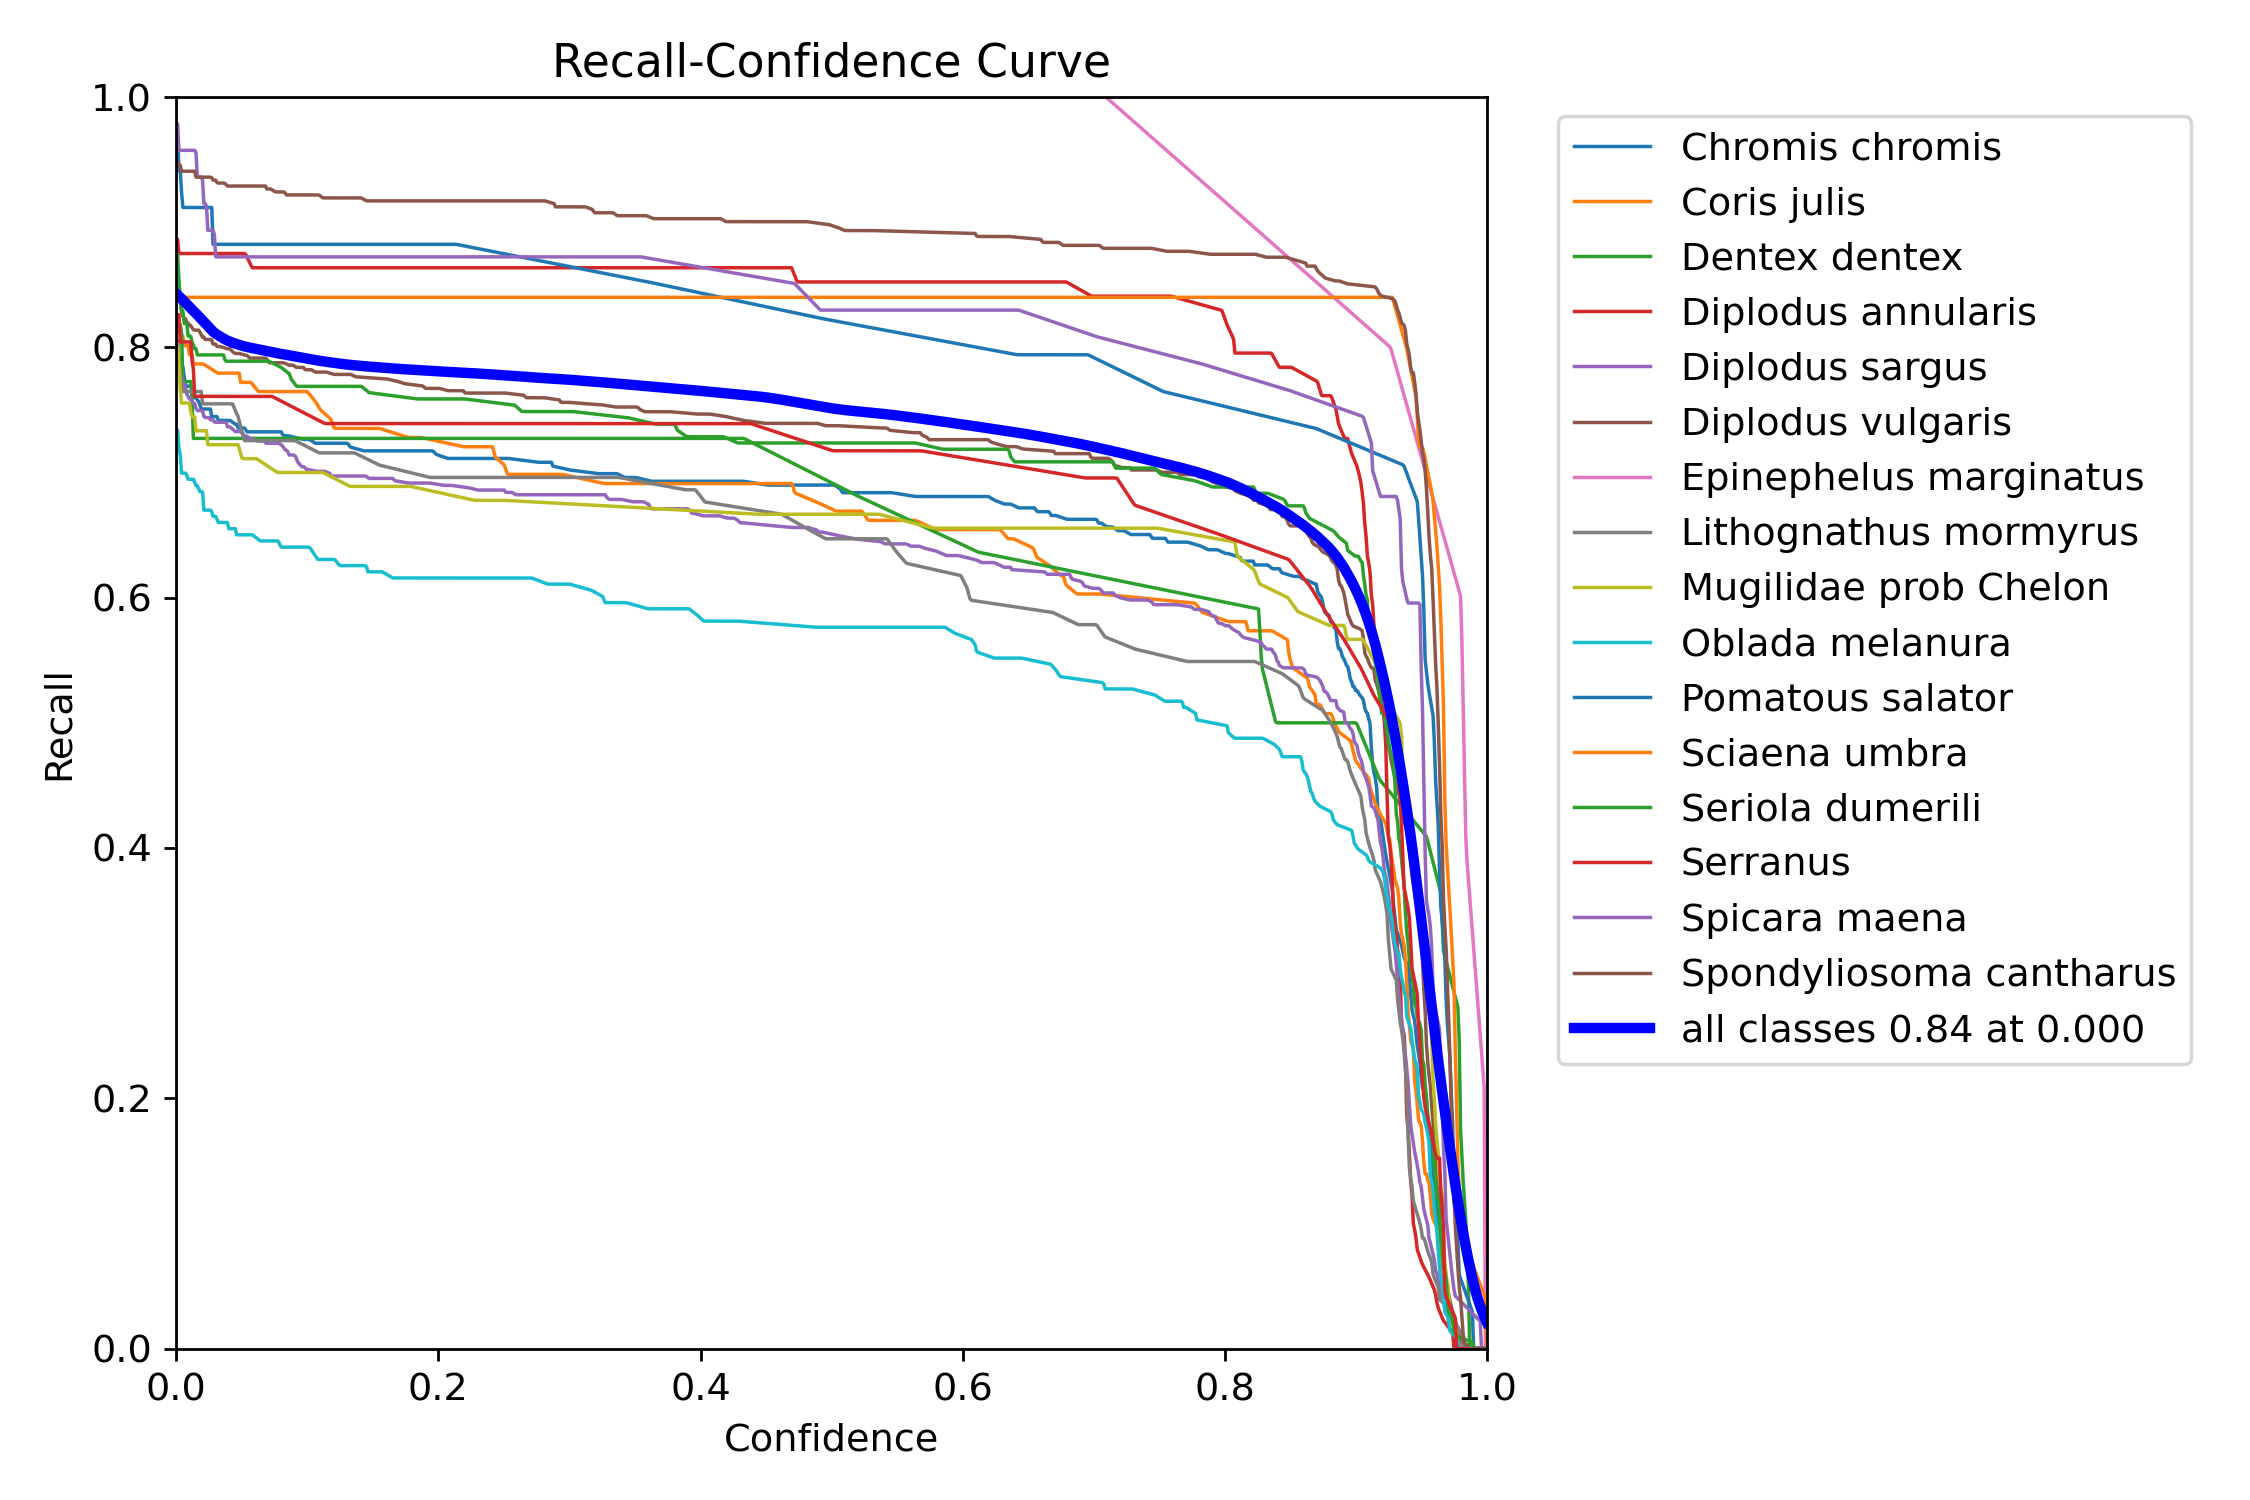 Recall-Confidence Curve
1.0
0.8
0.6
0.4
0.2
0.0
Recall
0.0 0.2 0.4 0.6 0.8 1.0
Confidence
Chromis chromis
Coris julis
Dentex dentex
Diplodus annularis
Diplodus sargus
Diplodus vulgaris
Epinephelus marginatus
Lithognathus mormyrus
Mugilidae prob Chelon
Oblada melanura
Pomatous salator
Sciaena umbra
Seriola dumerili
Serranus
Spicara maena
Spondyliosoma cantharus
all classes 0.84 at 0.000